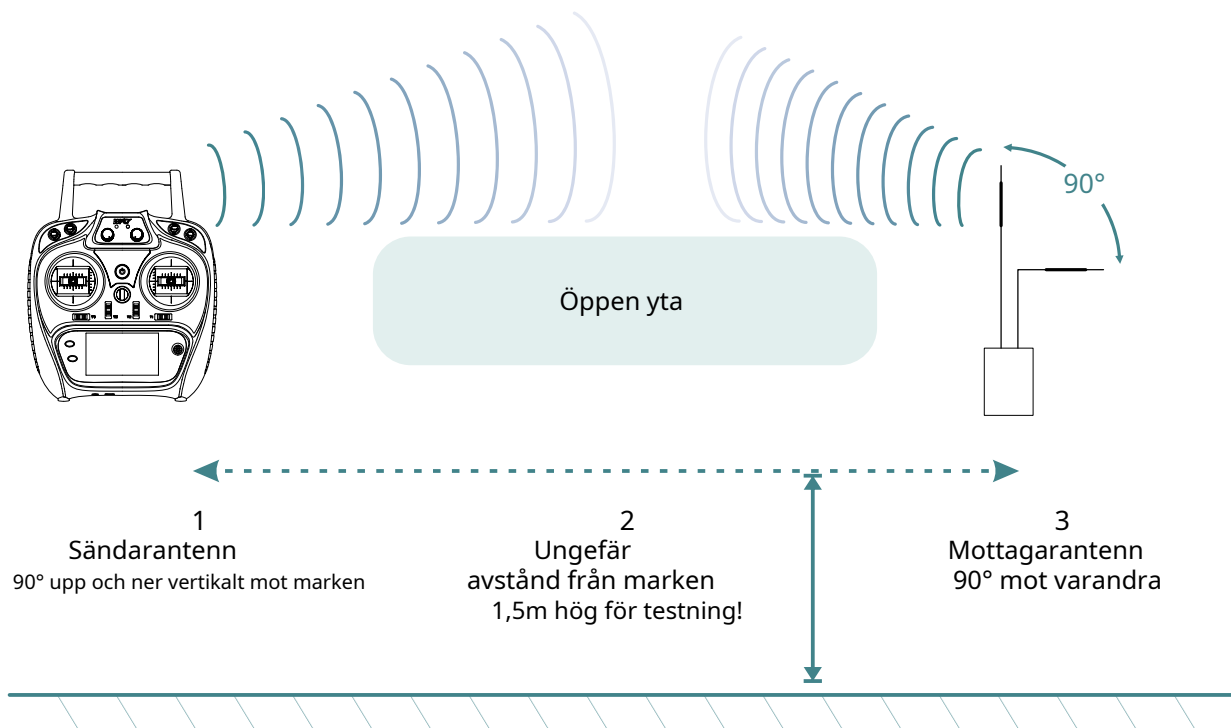 90°
Öppen yta
1
Sändarantenn
90° upp och ner vertikalt mot marken
2
Ungefär
avstånd från marken
1,5m hög för testning!
3
Mottagarantenn
90° mot varandra